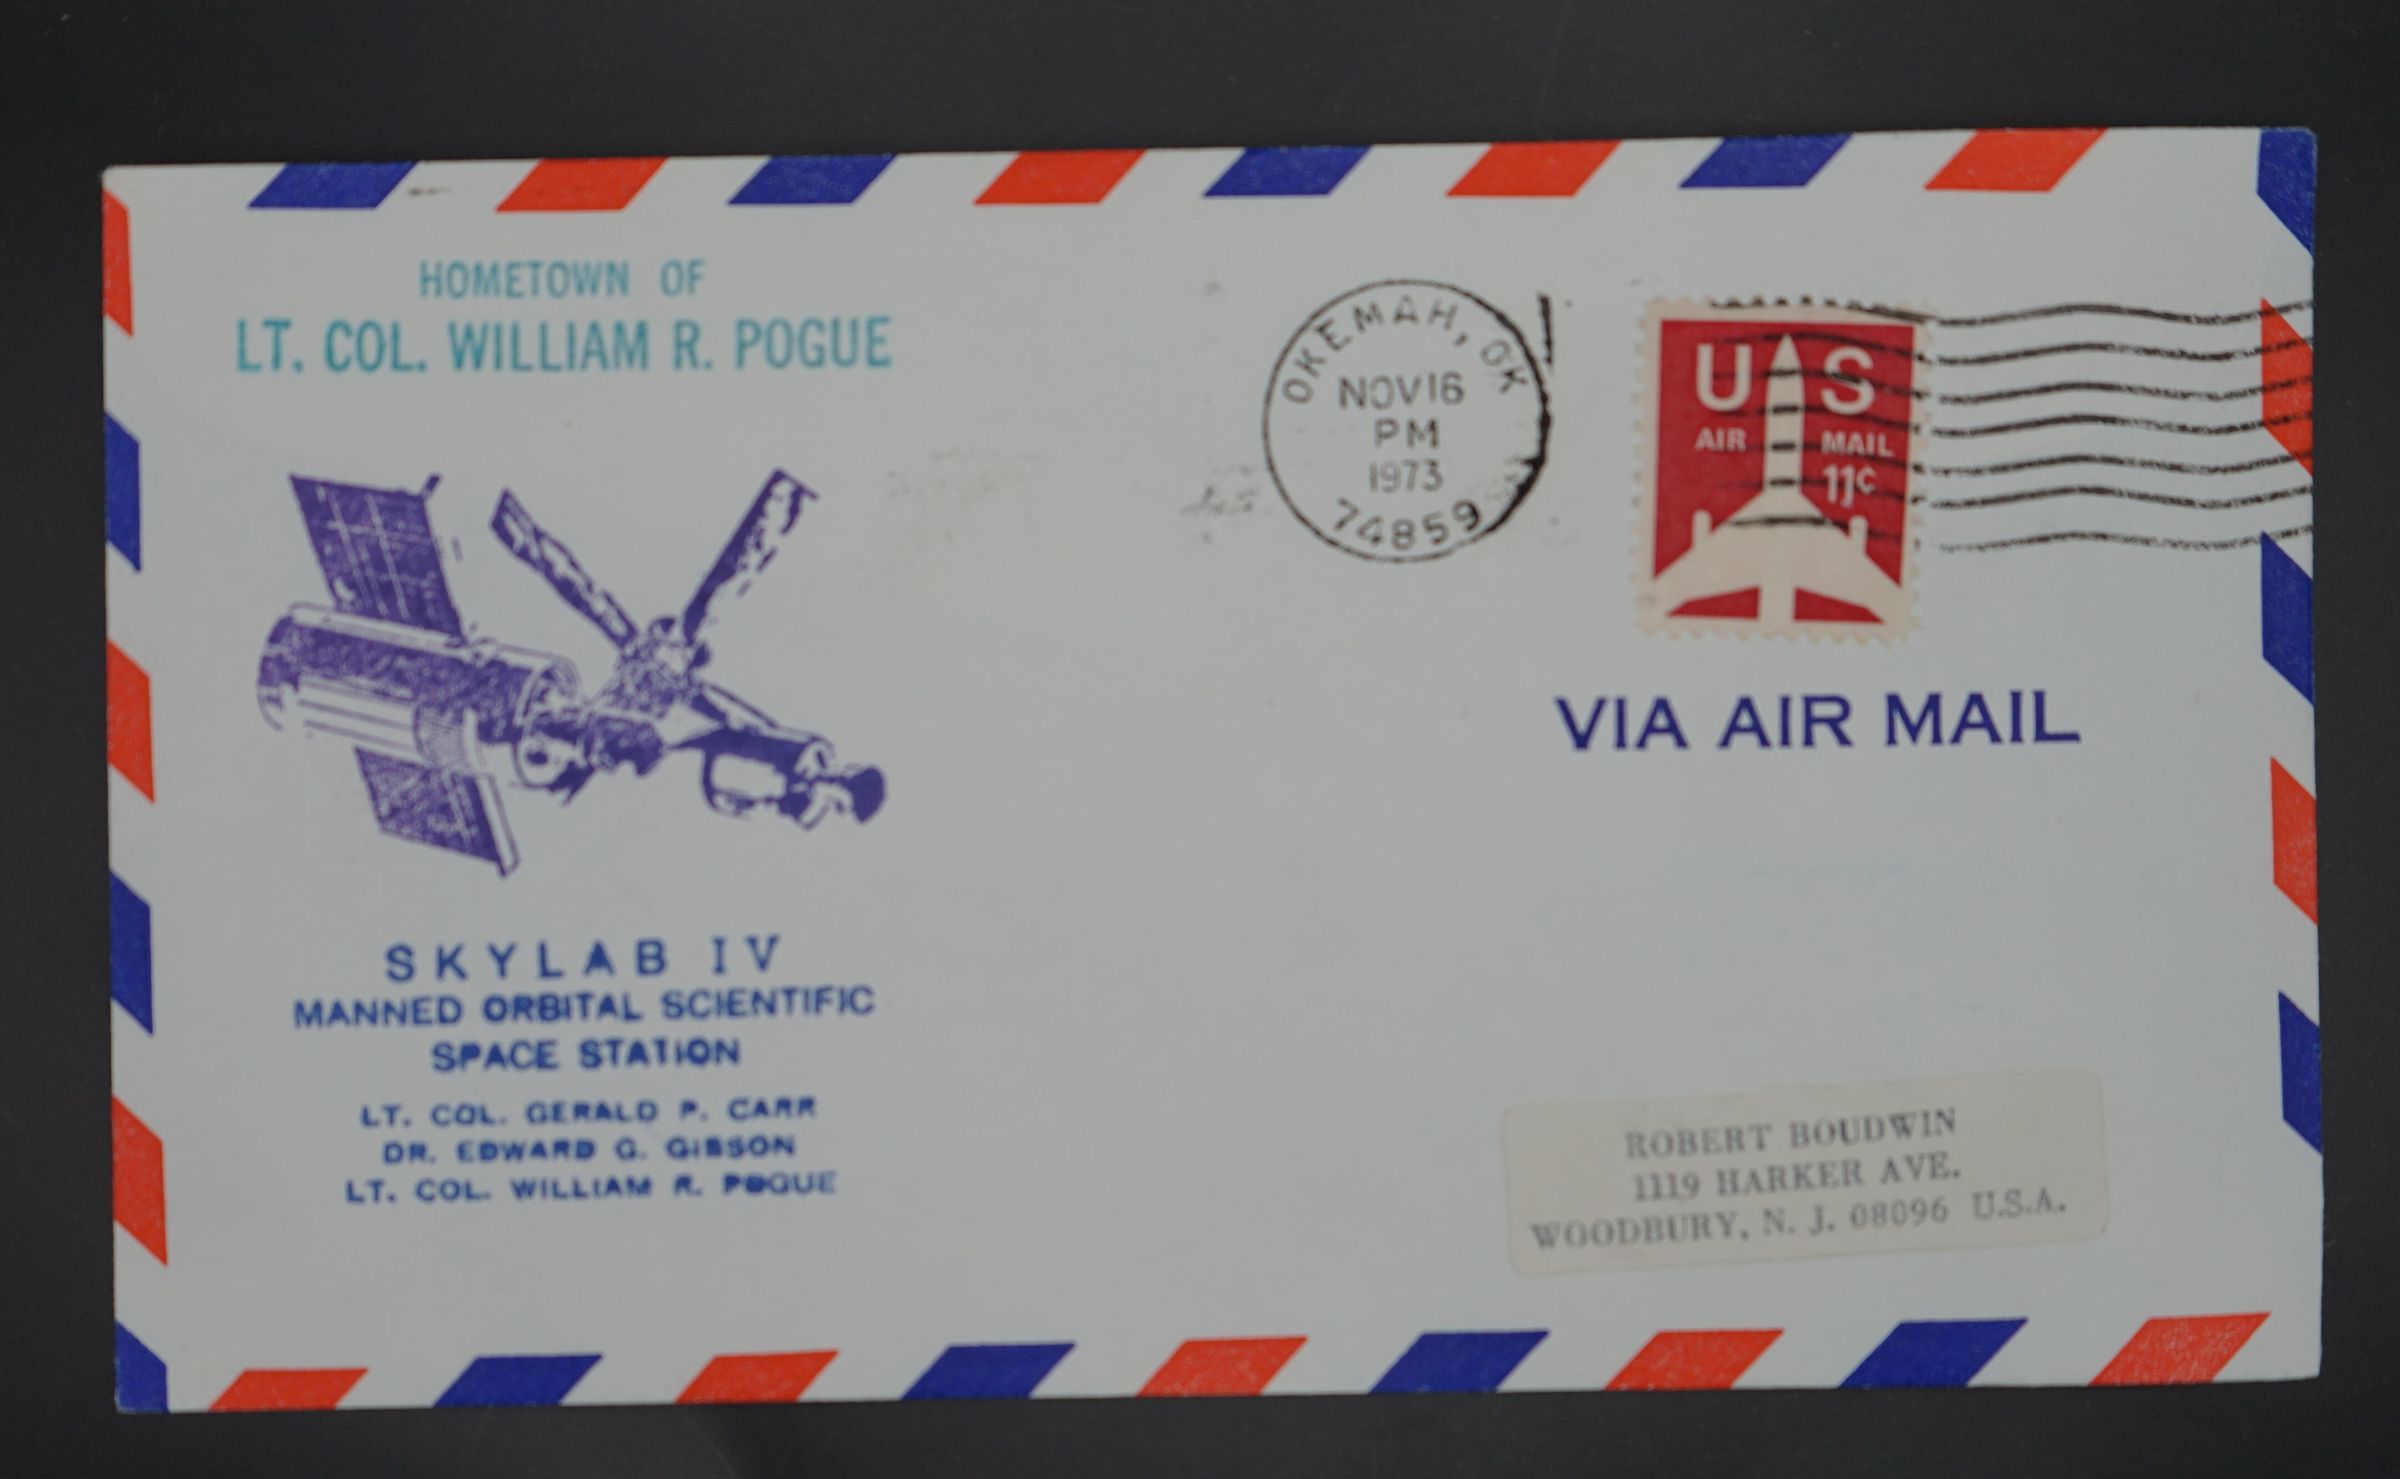 HOMETOWN OF
LT. COL. WILLIAM R. POGUE
OKEMAH, OK
NOV 16
PM
1973
74859
US
AIR MAIL
11¢
VIA AIR MAIL
SKYLAB IV
MANNED ORBITAL SCIENTIFIC
SPACE STATION
LT. COL. GERALD P. CARR
DR. EDWARD G. GIBSON
LT. COL. WILLIAM R. POGUE
ROBERT BOUDWIN
1119 HARKER AVE.
WOODBURY, N. J. 08096 U.S.A.